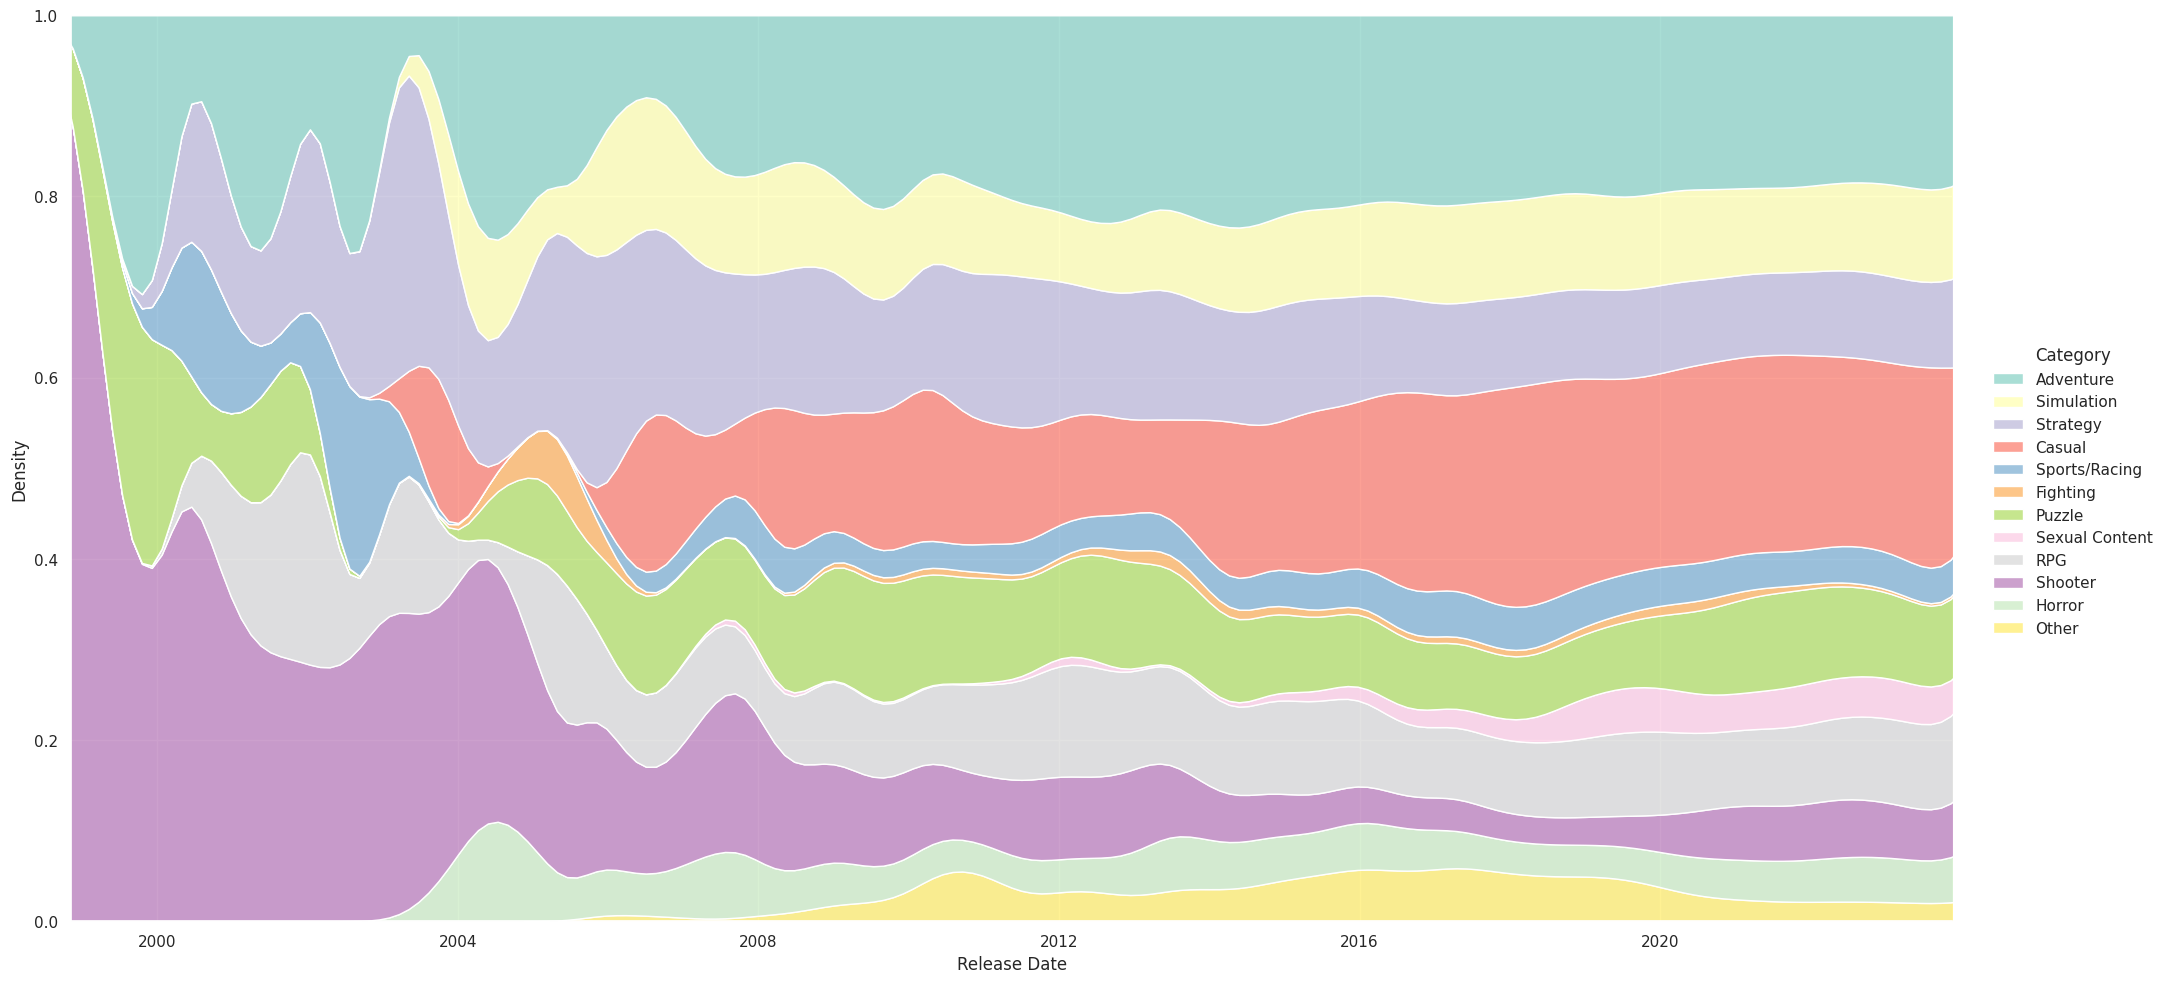 1.0
0.8
0.6
0.4
0.2
0.0
Density
2000
2004
2008
2012
2016
2020
Release Date
Category
Adventure
Simulation
Strategy
Casual
Sports/Racing
Fighting
Puzzle
Sexual Content
RPG
Shooter
Horror
Other